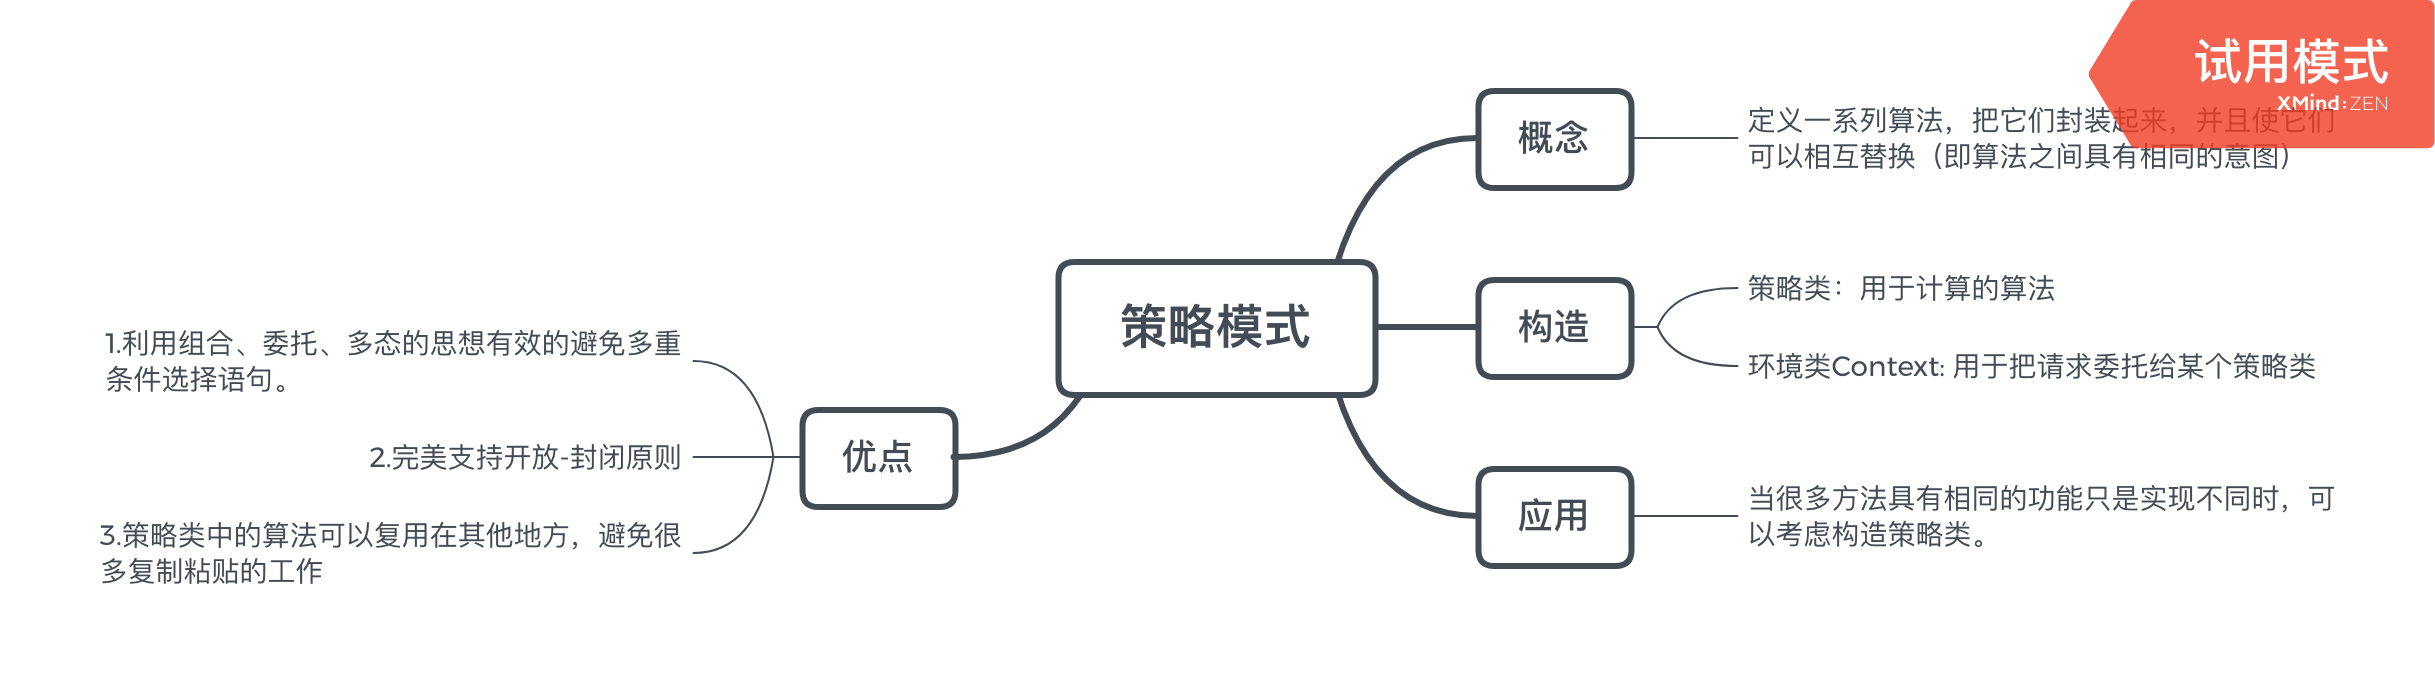 试用模式
XMind:ZEN
概念
定义一系列算法，把它们封装起来，并且使它们
可以相互替换（即算法之间具有相同的意图）
策略模式
构造
策略类：用于计算的算法
环境类Context: 用于把请求委托给某个策略类
应用
当很多方法具有相同的功能只是实现不同时，可
以考虑构造策略类。
优点
1.利用组合、委托、多态的思想有效的避免多重
条件选择语句。
2.完美支持开放-封闭原则
3.策略类中的算法可以复用在其他地方，避免很
多复制粘贴的工作